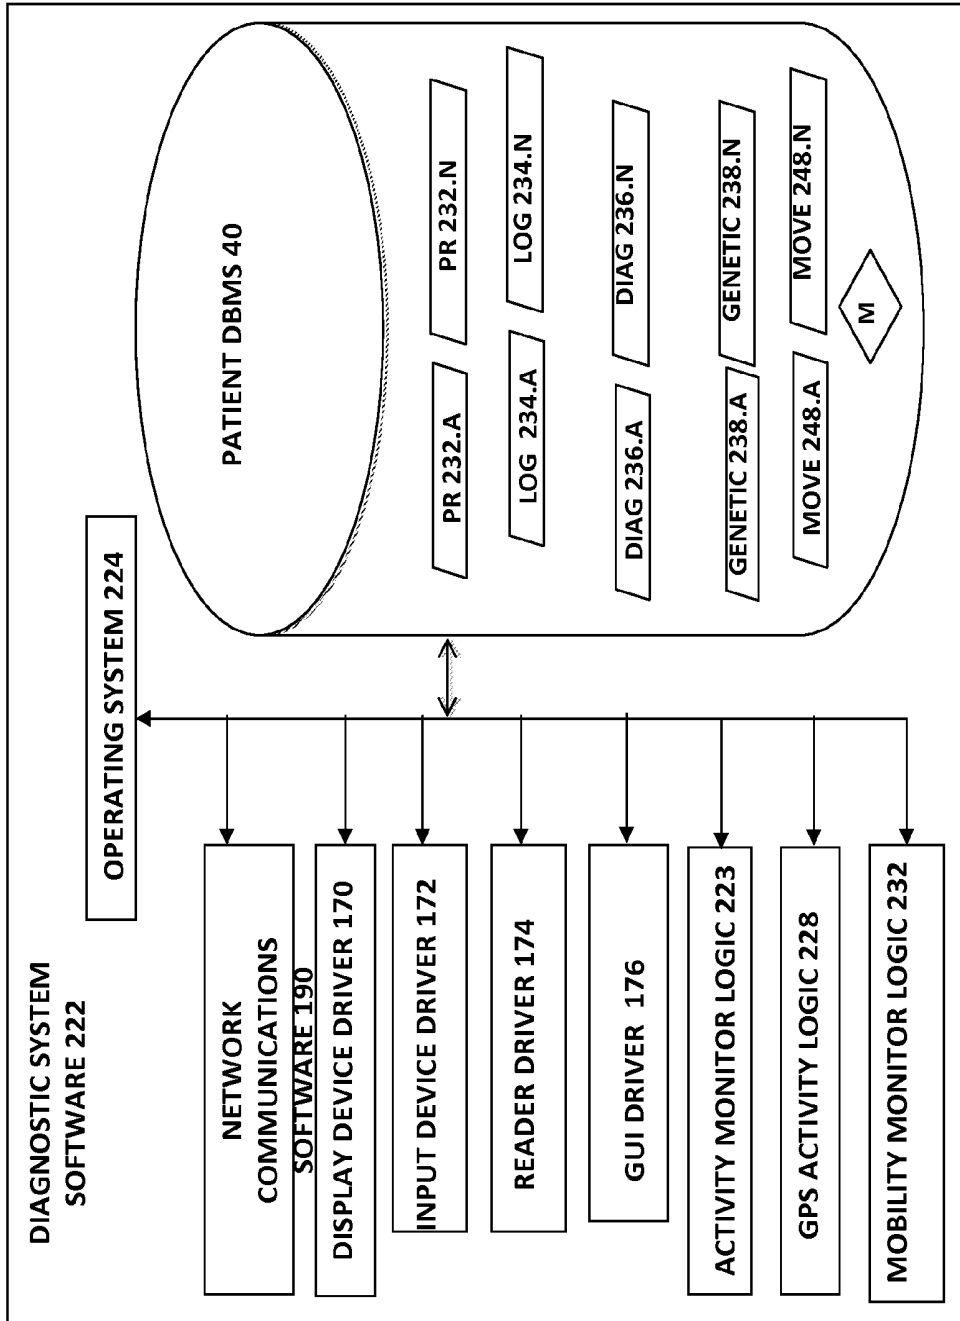 DIAGNOSTIC SYSTEM
SOFTWARE 222
OPERATING SYSTEM 224
NETWORK
COMMUNICATIONS
SOFTWARE 190
DISPLAY DEVICE DRIVER 170
INPUT DEVICE DRIVER 172
READER DRIVER 174
GUI DRIVER 176
ACTIVITY MONITOR LOGIC 223
GPS ACTIVITY LOGIC 228
MOBILITY MONITOR LOGIC 232
PATIENT DBMS 40
PR 232.A
PR 232.N
LOG 234.A
LOG 234.N
DIAG 236.A
DIAG 236.N
GENETIC 238.A
GENETIC 238.N
MOVE 248.A
MOVE 248.N
M